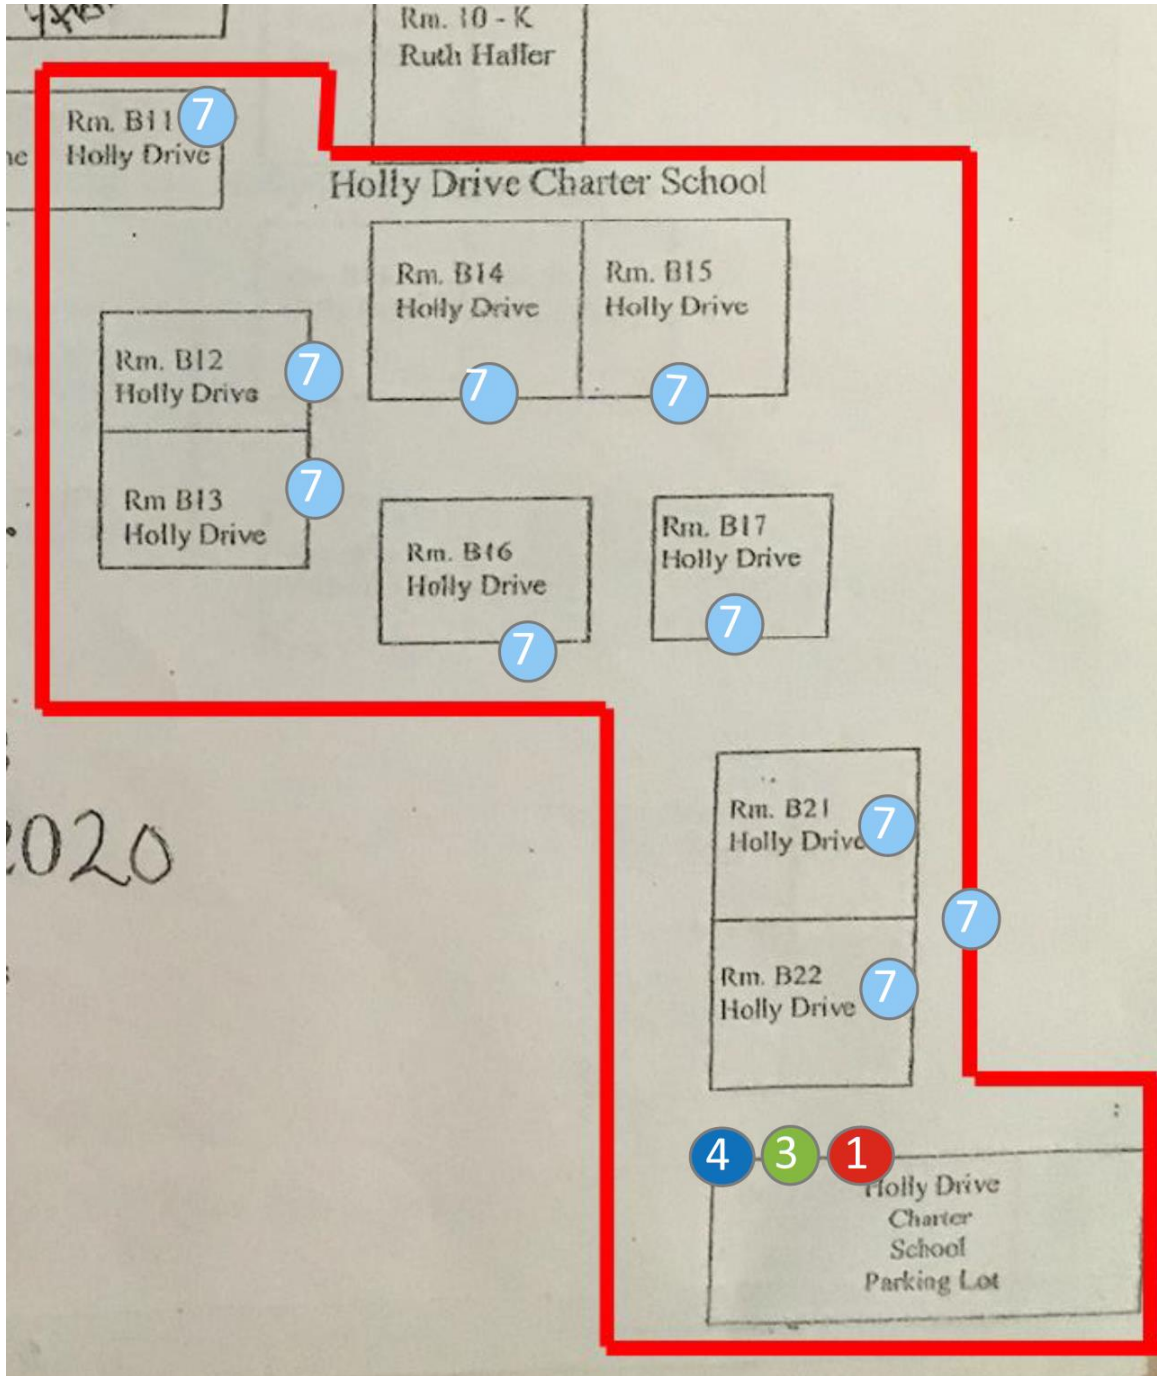 Rm. 10 - K
Ruth Haller
Rm. B11 7
Holly Drive
Holly Drive Charter School
Rm. B14
Holly Drive
7
Rm. B15
Holly Drive
7
Rm. B12
Holly Drive
7
Rm B13
Holly Drive
7
Rm. B16
Holly Drive
7
Rm. B17
Holly Drive
7
Rm. B21
Holly Drive
7
2020
7
Rm. B22
Holly Drive
7
4 3 1
Holly Drive
Charter
School
Parking Lot